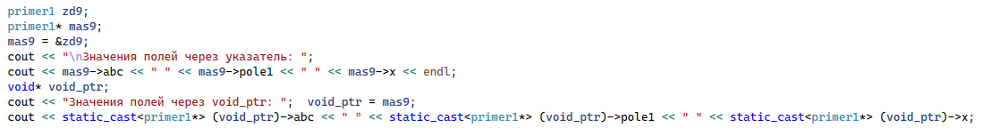 primer1 zd9;
primer1* mas9;
mas9 = &zd9;
cout << "\nЗначения полей через указатель: ";
cout << mas9->abc << " " << mas9->pole1 << " " << mas9->x << endl;
void* void_ptr;
cout << "Значения полей через void_ptr: ";  void_ptr = mas9;
cout << static_cast<primer1*> (void_ptr)->abc << " " << static_cast<primer1*> (void_ptr)->pole1 << " " << static_cast<primer1*> (void_ptr)->x;